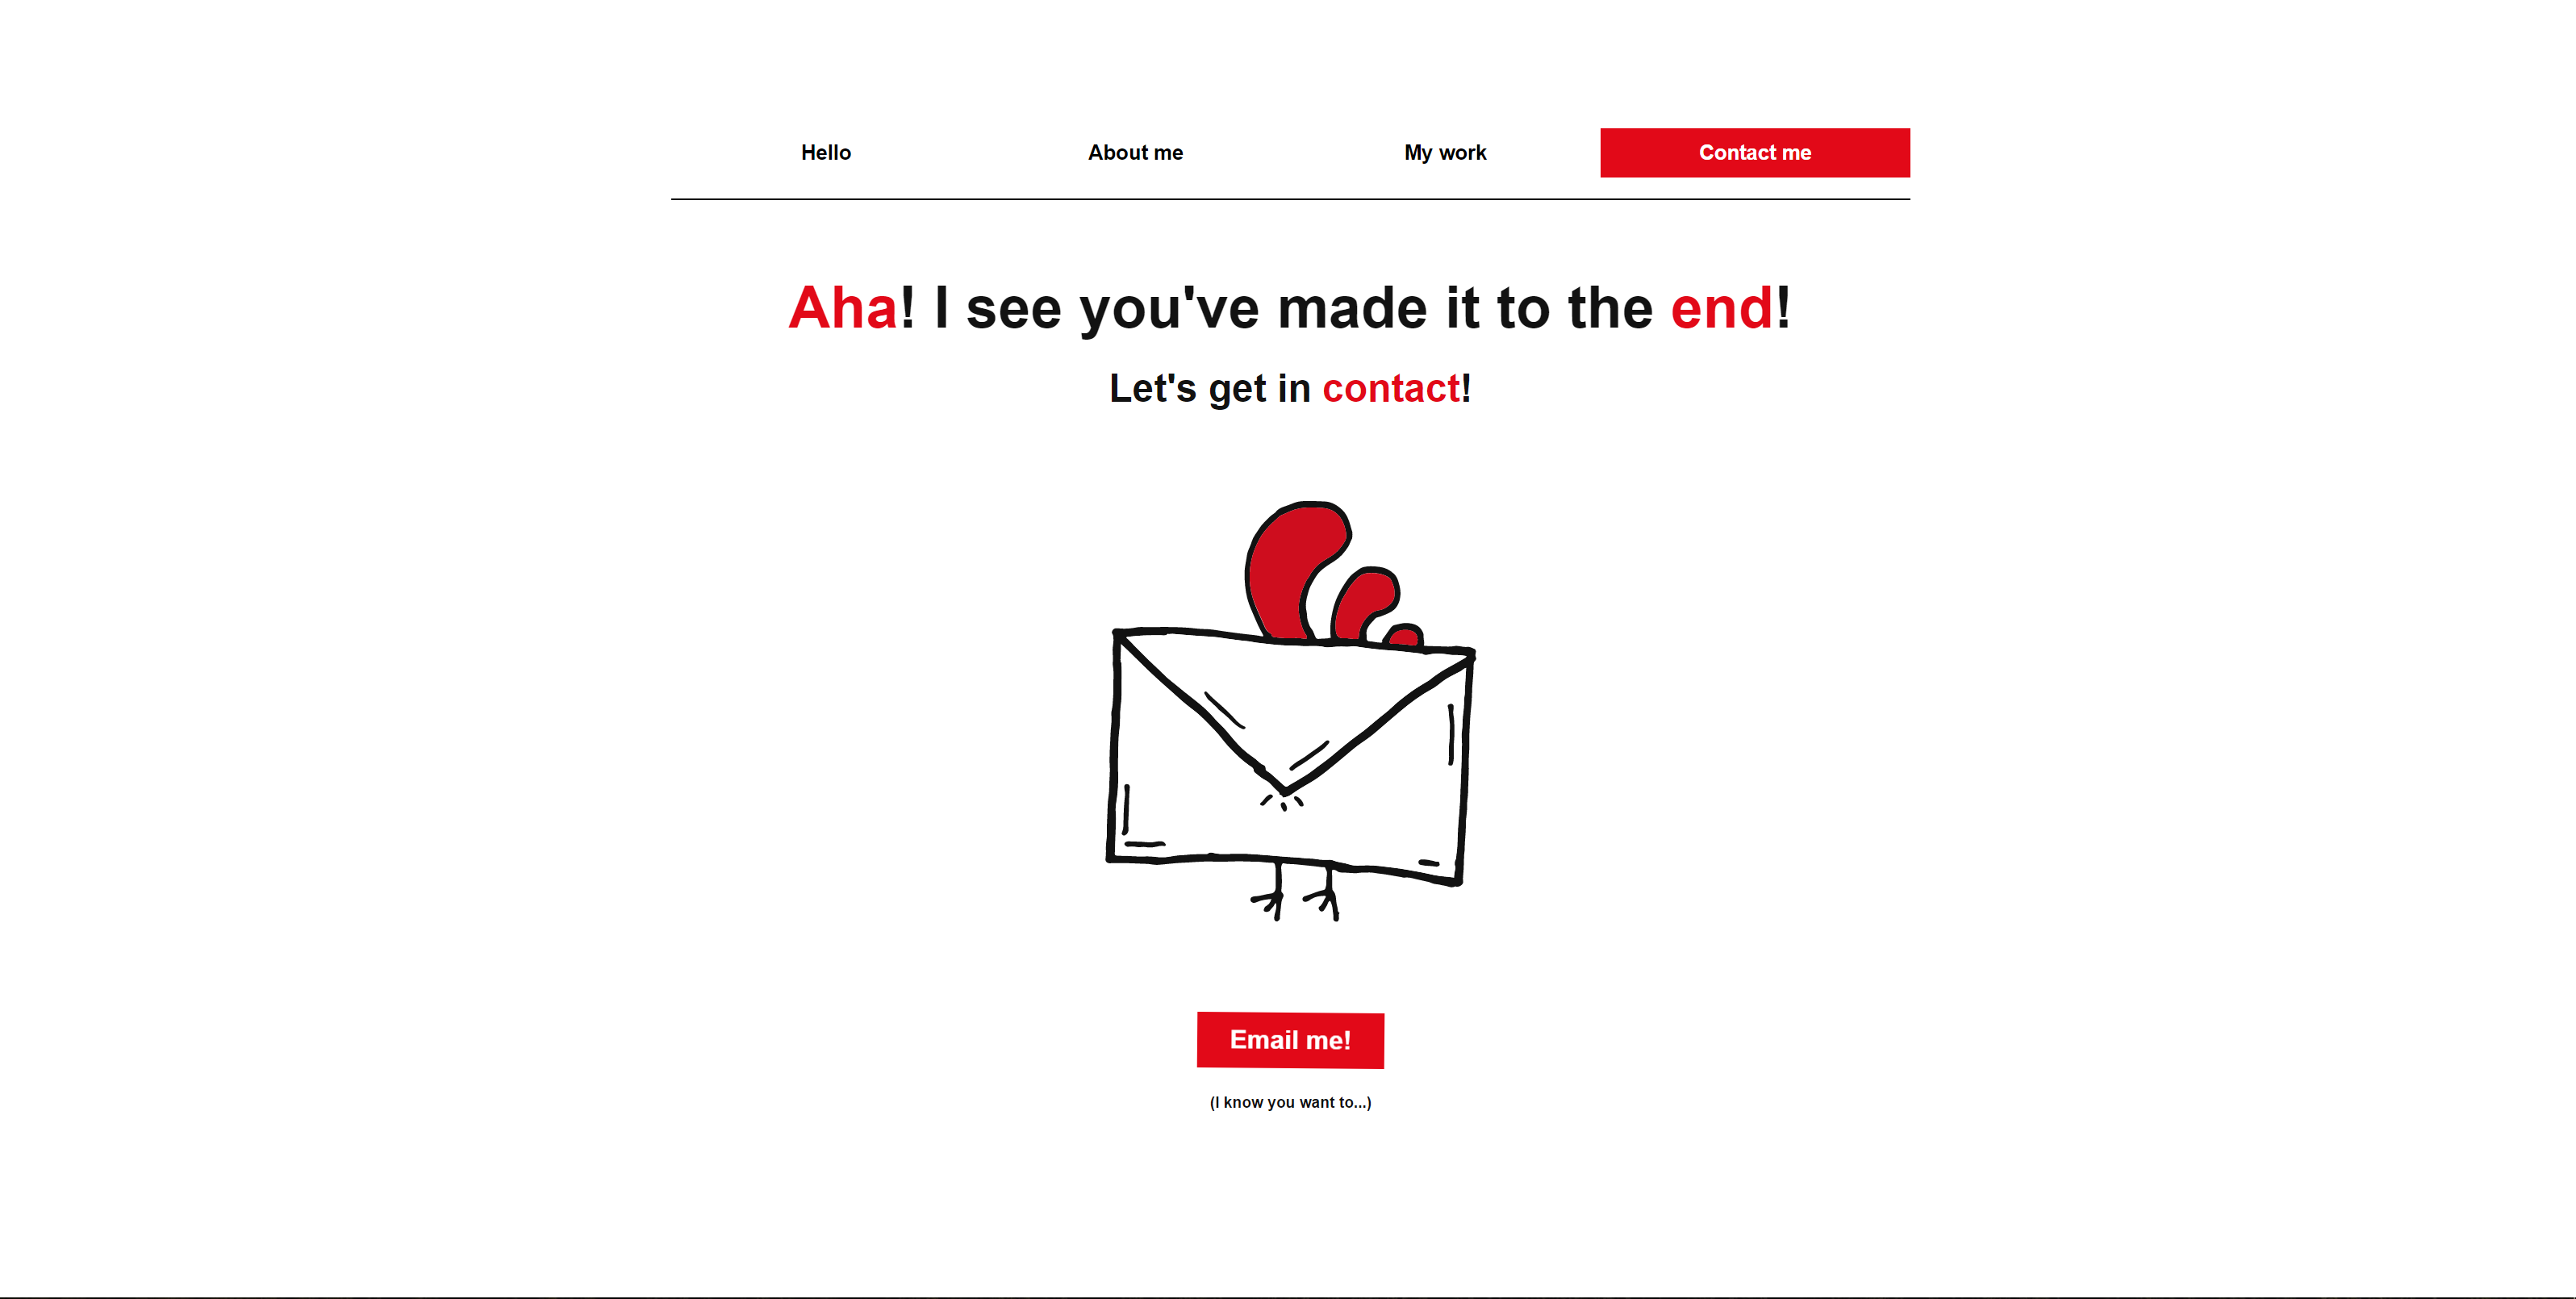 Hello About me My work Contact me
Aha! I see you've made it to the end!
Let's get in contact!
Email me!
(I know you want to...)